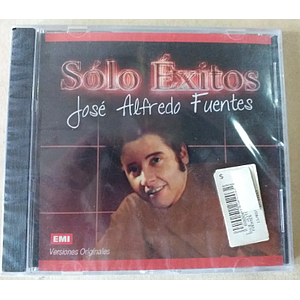 Sólo Éxitos
José Alfredo Fuentes
EMI
Versiones Originales